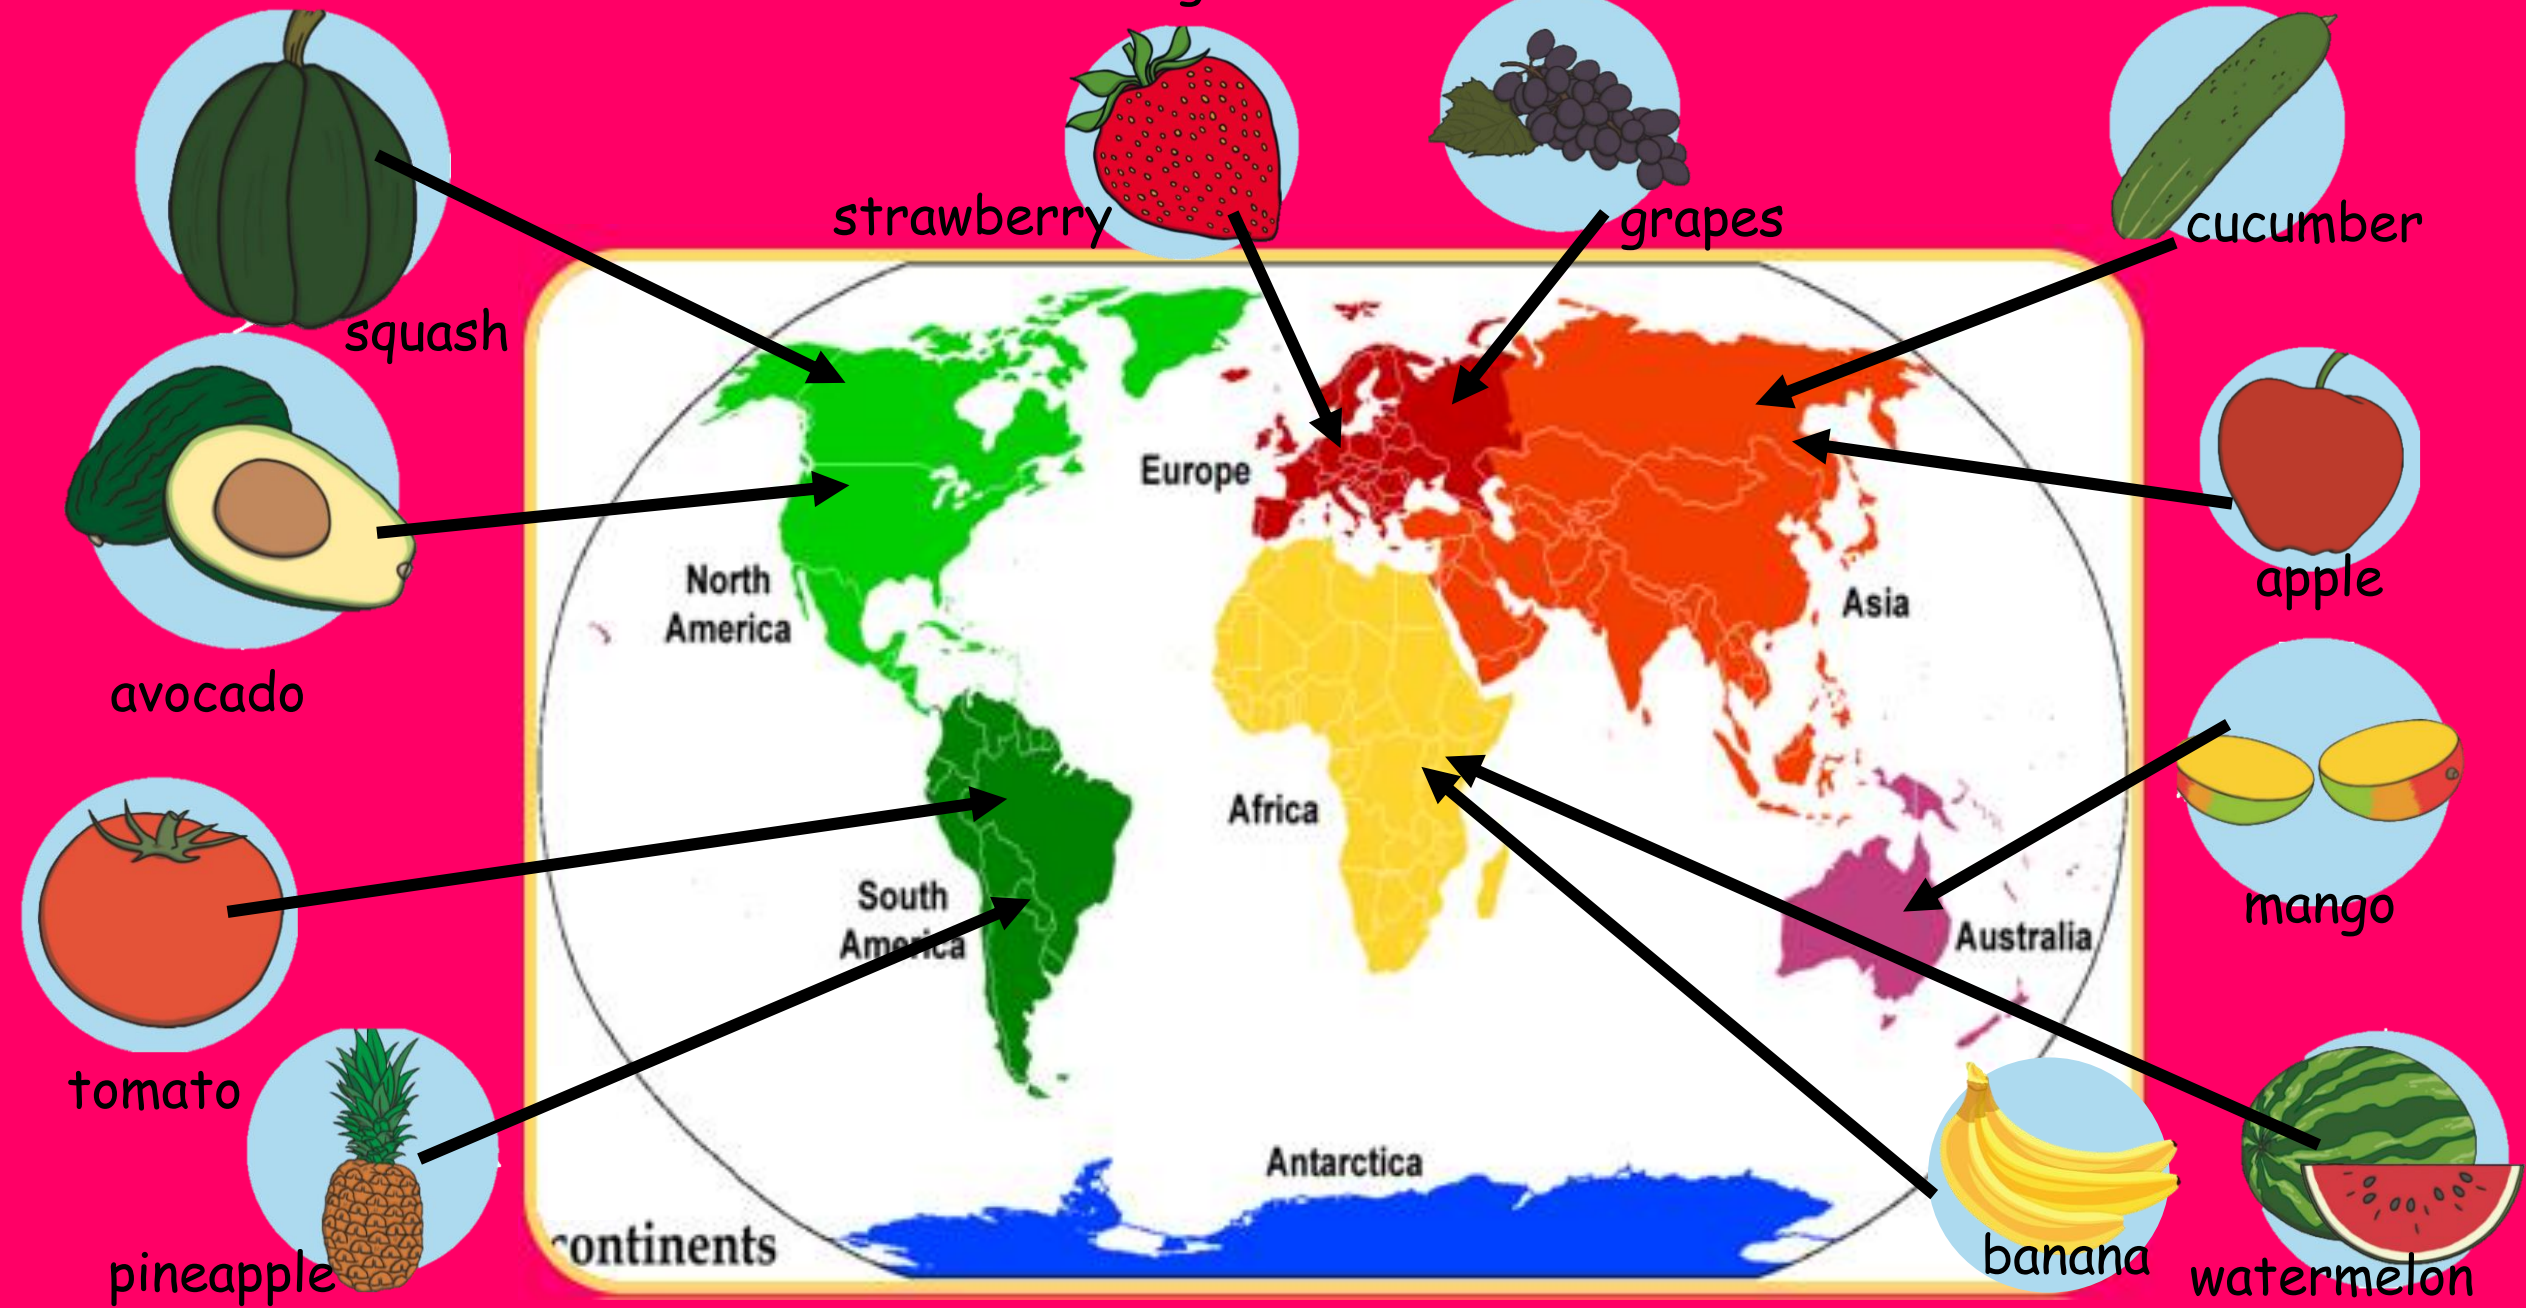 strawberry
grapes
cucumber
squash
Europe
apple
North
America
Asia
avocado
Africa
mango
South
America
Australia
tomato
Antarctica
continents
banana
pineapple
watermelon